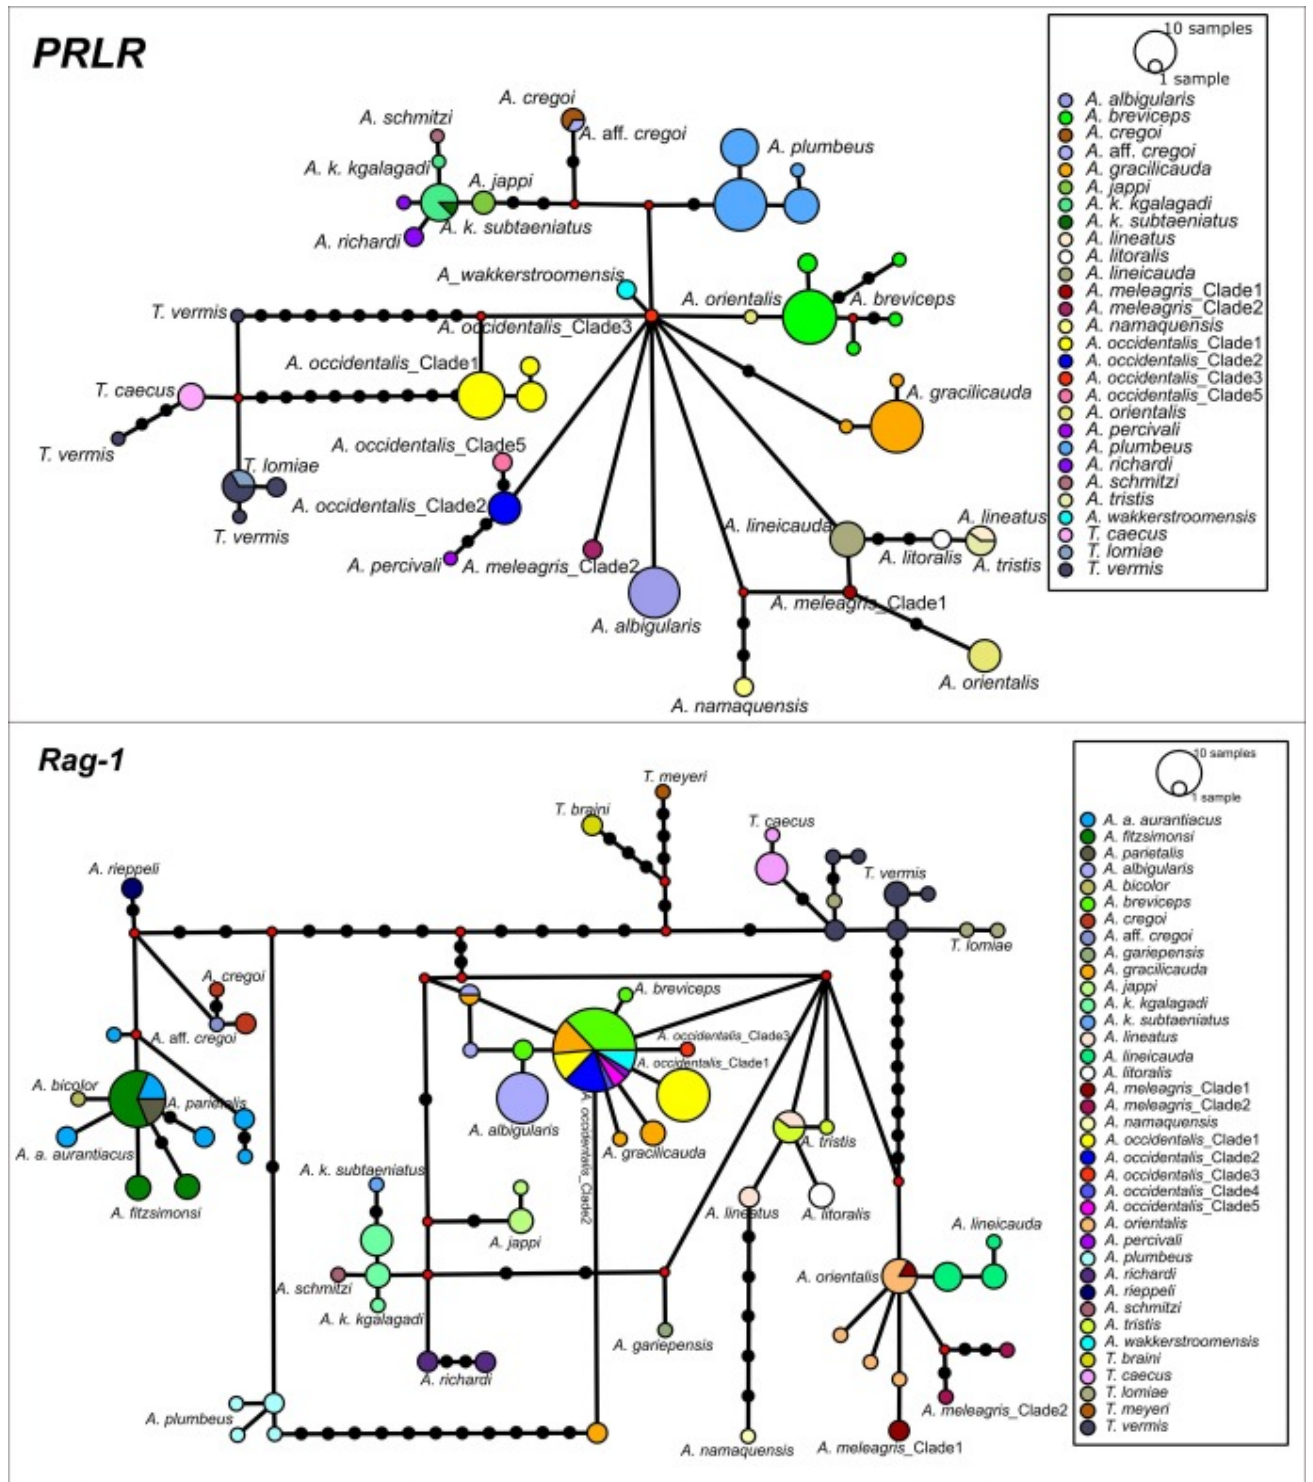 PRLR
10 samples
1 sample
A. albigularis
A. breviceps
A. cregoi
A. aff. cregoi
A. gracilicauda
A. jappi
A. k. kgalagadi
A. k. subtaeniatus
A. lineatus
A. litoralis
A. lineicauda
A. meleagris_Clade1
A. meleagris_Clade2
A. namaquensis
A. occidentalis_Clade1
A. occidentalis_Clade2
A. occidentalis_Clade3
A. occidentalis_Clade5
A. orientalis
A. percivali
A. plumbeus
A. richardi
A. schmitzi
A. tristis
A. wakkerstroomensis
T. caecus
T. lomiae
T. vermis
A. cregoi
A. schmitzi
A. aff. cregoi
A. plumbeus
A. k. kgalagadi
A. jappi
A. k. subtaeniatus
A. richardi
A_wakkerstroomensis
A. orientalis
A. breviceps
T. vermis
A. occidentalis_Clade3
A. occidentalis_Clade1
T. caecus
A. gracilicauda
T. vermis
A. occidentalis_Clade5
T. lomiae
A. occidentalis_Clade2
A. lineicauda
A. lineatus
T. vermis
A. litoralis
A. tristis
A. percivali
A. meleagris_Clade2
A. meleagris_Clade1
A. albigularis
A. orientalis
A. namaquensis
Rag-1
10 samples
1 sample
A. a. aurantiacus
A. fitzsimonsi
A. parietalis
A. albigularis
A. bicolor
A. breviceps
A. cregoi
A. aff. cregoi
A. gariepensis
A. gracilicauda
A. jappi
A. k. kgalagadi
A. k. subtaeniatus
A. lineatus
A. lineicauda
A. litoralis
A. meleagris_Clade1
A. meleagris_Clade2
A. namaquensis
A. occidentalis_Clade1
A. occidentalis_Clade2
A. occidentalis_Clade3
A. occidentalis_Clade4
A. occidentalis_Clade5
A. orientalis
A. percivali
A. plumbeus
A. richardi
A. rieppeli
A. schmitzi
A. tristis
A. wakkerstroomensis
T. braini
T. caecus
T. lomiae
T. meyeri
T. vermis
T. meyeri
T. braini
T. caecus
A. rieppeli
T. vermis
T. lomiae
A. cregoi
A. breviceps
A. aff. cregoi
A. occidentalis_Clade3
A. occidentalis_Clade1
A. bicolor
A. parietalis
A. occidentalis_Clade2
A. albigularis
A. tristis
A. a. aurantiacus
A. gracilicauda
A. k. subtaeniatus
A. fitzsimonsi
A. lineatus
A. litoralis
A. lineicauda
A. jappi
A. orientalis
A. schmitzi
A. k. kgalagadi
A. gariepensis
A. richardi
A. plumbeus
A. meleagris_Clade2
A. namaquensis
A. meleagris_Clade1